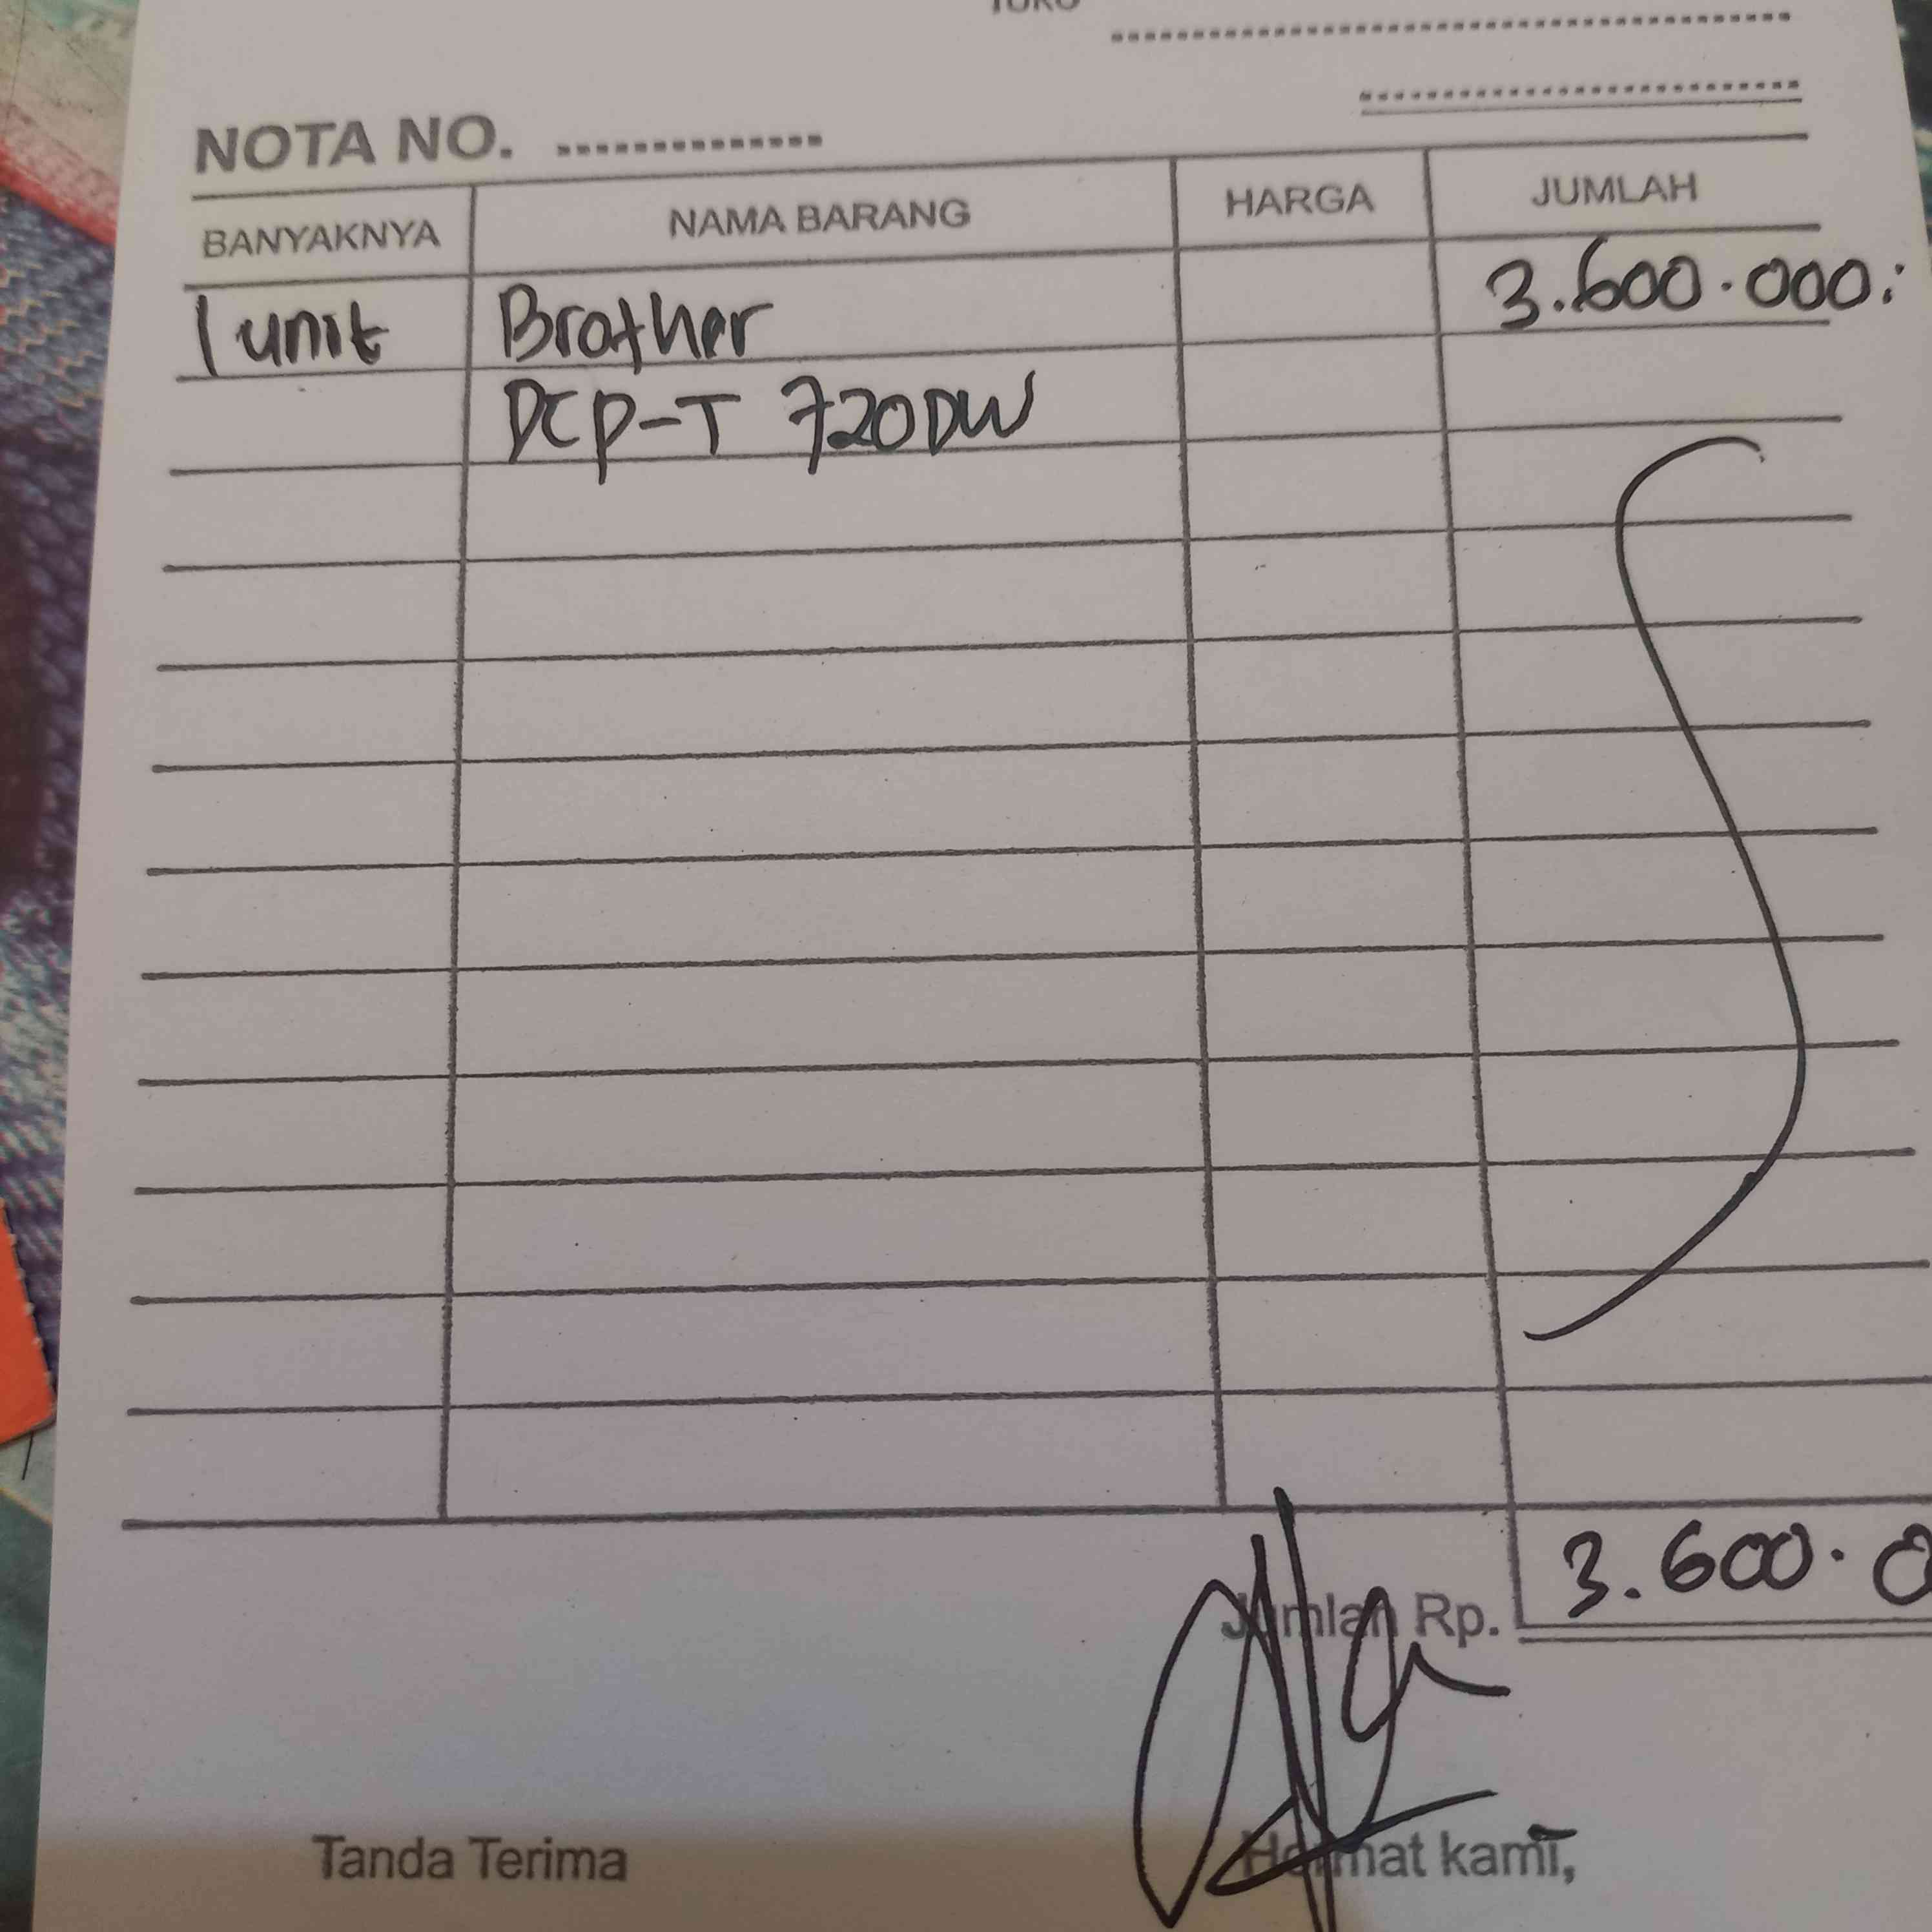 TOKO
NOTA NO.
BANYAKNYA NAMA BARANG HARGA JUMLAH
1 unit Brother 3.600.000:
DCP-T 720DW
Jumlah Rp. 3.600.0
Tanda Terima Hormat kami,